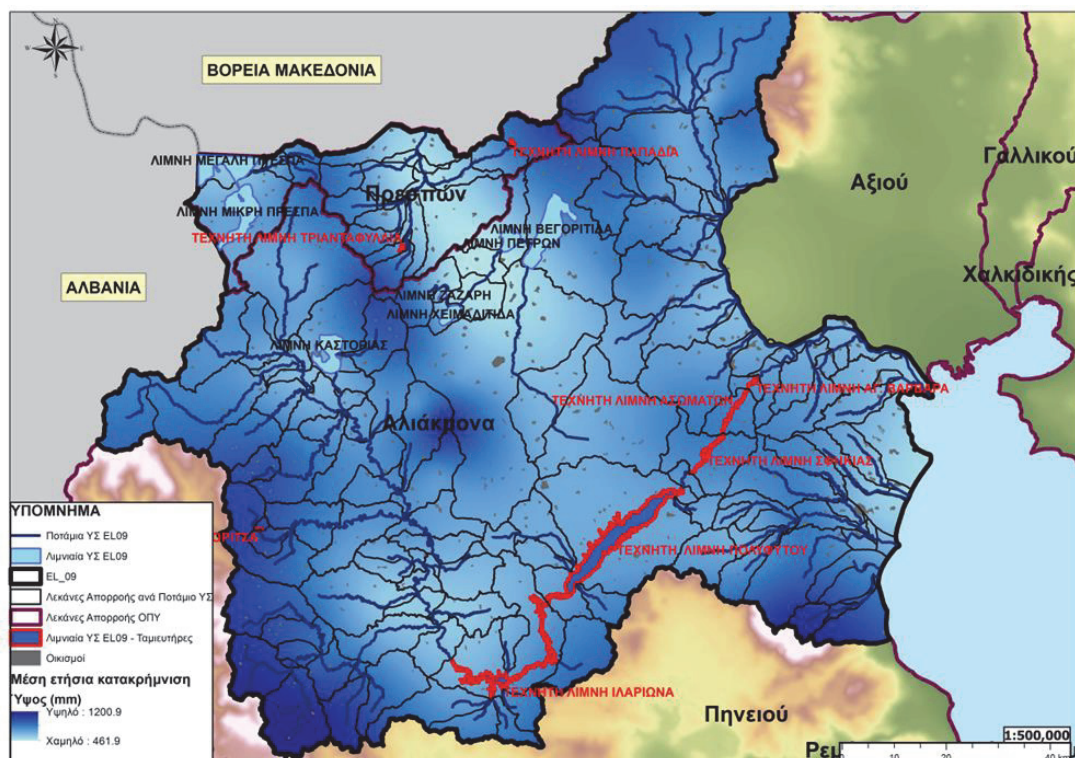 ΒΟΡΕΙΑ ΜΑΚΕΔΟΝΙΑ
ΑΛΒΑΝΙΑ
ΛΙΜΝΗ ΜΕΓΑΛΗ ΠΡΕΣΠΑ
Πρεσπών
ΛΙΜΝΗ ΜΙΚΡΗ ΠΡΕΣΠΑ
ΤΕΧΝΗΤΗ ΛΙΜΝΗ ΤΡΙΑΝΤΑΦΥΛΛΙΑ
ΤΕΧΝΗΤΗ ΛΙΜΝΗ ΠΑΠΑΔΙΑ
ΛΙΜΝΗ ΒΕΓΟΡΙΤΙΔΑ
ΛΙΜΝΗ ΠΕΤΡΩΝ
ΛΙΜΝΗ ΖΑΖΑΡΗ
ΛΙΜΝΗ ΧΕΙΜΑΔΙΤΙΔΑ
ΛΙΜΝΗ ΚΑΣΤΟΡΙΑΣ
Αλιάκμονα
Αξιού
Γαλλικού
Χαλκιδικής
ΤΕΧΝΗΤΗ ΛΙΜΝΗ ΑΓ. ΒΑΡΒΑΡΑ
ΤΕΧΝΗΤΗ ΛΙΜΝΗ ΑΣΩΜΑΤΩΝ
ΤΕΧΝΗΤΗ ΛΙΜΝΗ ΣΦΗΚΙΑΣ
ΤΕΧΝΗΤΗ ΛΙΜΝΗ ΠΟΛΥΦΥΤΟΥ
ΤΕΧΝΗΤΗ ΛΙΜΝΗ ΙΛΑΡΙΩΝΑ
Πηνειού
ΥΠΟΜΝΗΜΑ
Ποτάμια ΥΣ EL09
Λιμναία ΥΣ EL09
EL_09
Λεκάνες Απορροής ανά Ποτάμιο ΥΣ
Λεκάνες Απορροής ΟΠΥ
Λιμναία ΥΣ EL09 - Ταμιευτήρες
Οικισμοί
Μέση ετήσια κατακρήμνιση
Ύψος (mm)
Υψηλό : 1200.9
Χαμηλό : 461.9
1:500,000
0 10 20 40